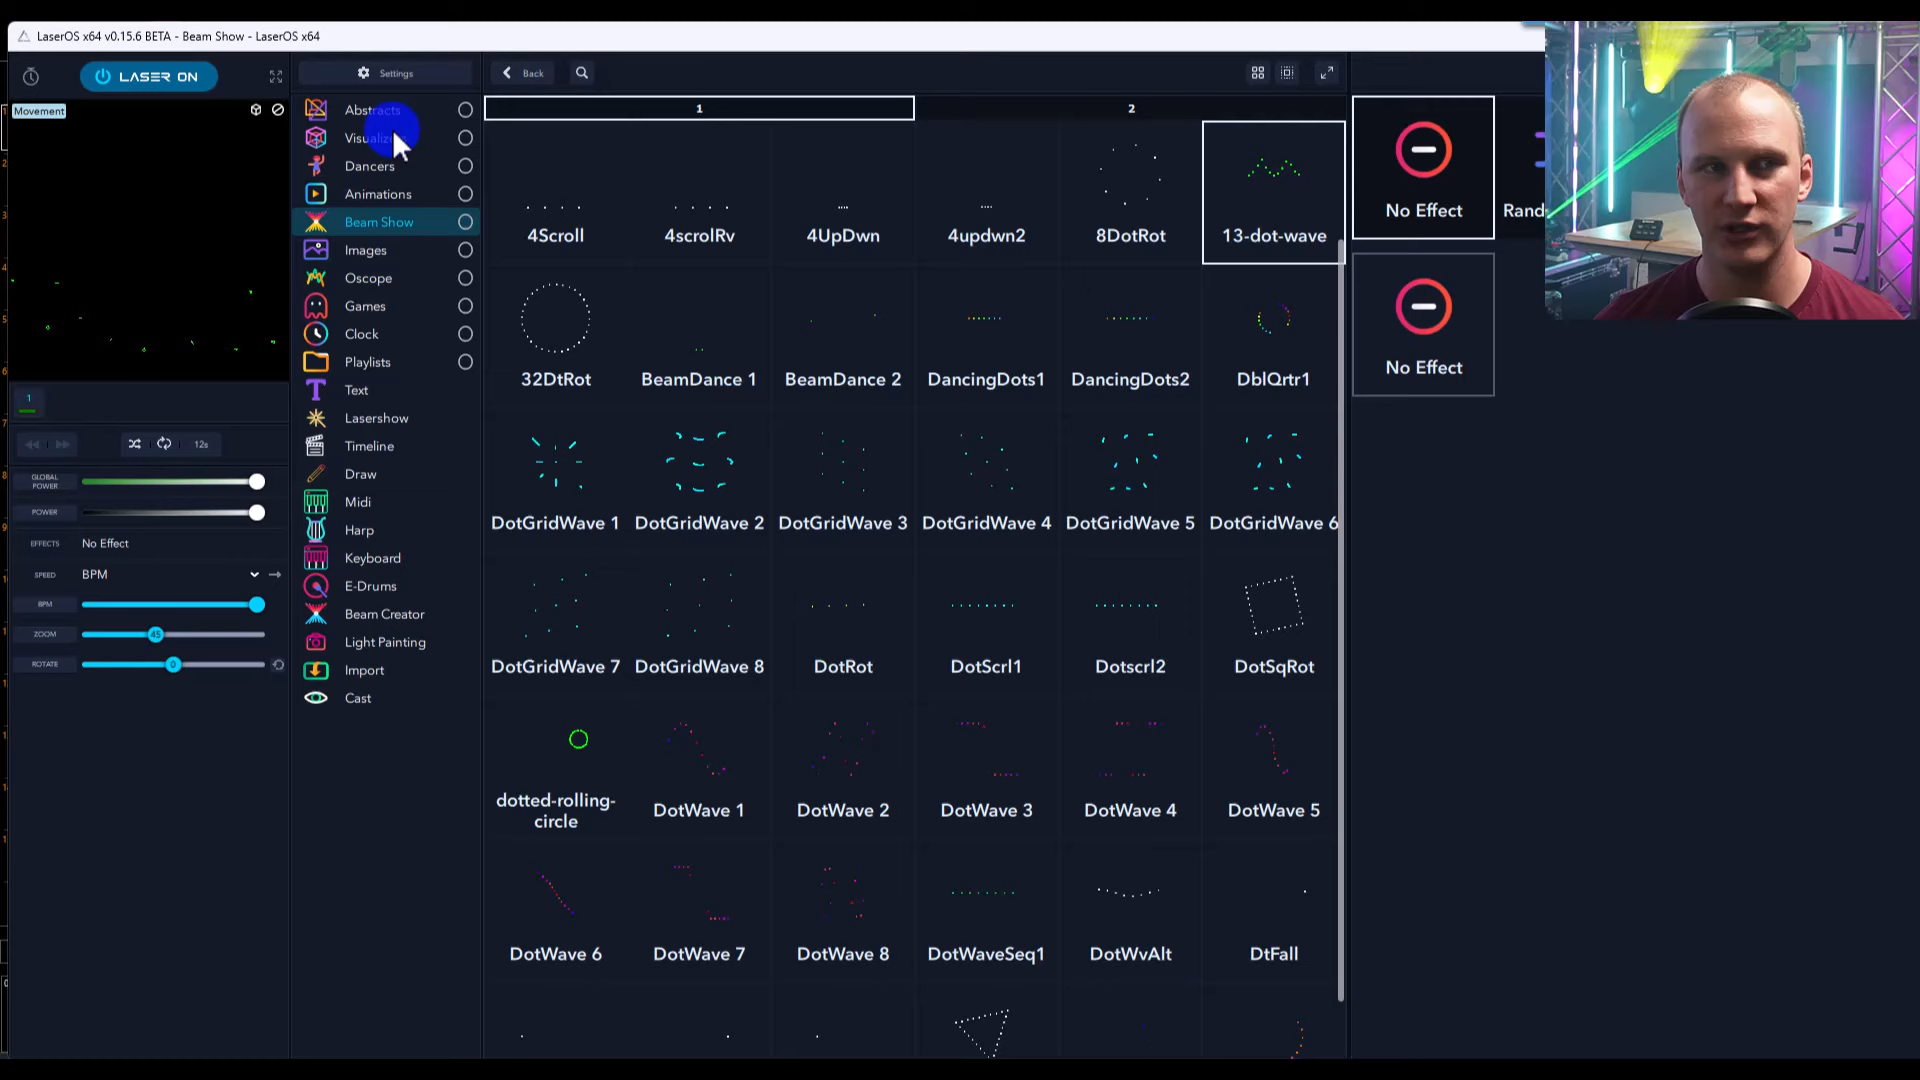 LaserOS x64 v0.15.6 BETA - Beam Show - LaserOS x64
LASER ON
Settings
Back
Movement
Abstracts
Dancers
Animations
Beam Show
Images
Oscope
Games
Clock
Playlists
Text
Lasershow
Timeline
Draw
Midi
Harp
Keyboard
E-Drums
Beam Creator
Light Painting
Import
Cast
1
12s
GLOBAL
POWER
POWER
EFFECTS No Effect
SPEED BPM
BPM
ZOOM 45
ROTATE 0
1 2
4Scroll 4scrolRv 4UpDwn 4updwn2 8DotRot 13-dot-wave
32DtRot BeamDance 1 BeamDance 2 DancingDots1 DancingDots2 DblQrtr1
DotGridWave 1 DotGridWave 2 DotGridWave 3 DotGridWave 4 DotGridWave 5 DotGridWave 6
DotGridWave 7 DotGridWave 8 DotRot DotScrl1 Dotscrl2 DotSqRot
dotted-rolling-
circle DotWave 1 DotWave 2 DotWave 3 DotWave 4 DotWave 5
DotWave 6 DotWave 7 DotWave 8 DotWaveSeq1 DotWvAlt DtFall
No Effect Rand
No Effect